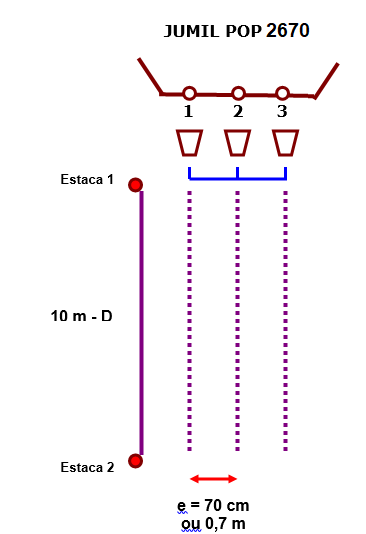 JUMIL POP 2670
1 2 3
Estaca 1
10 m - D
Estaca 2
e = 70 cm
ou 0,7 m